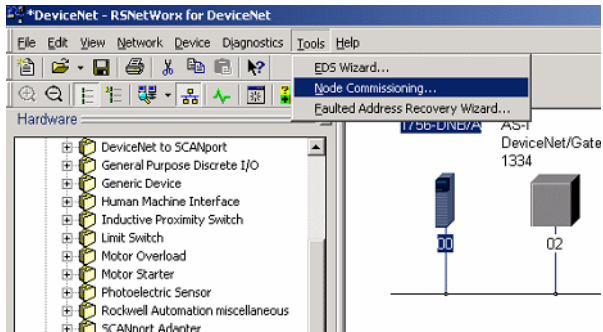 *DeviceNet - RSNetWorx for DeviceNet
File Edit View Network Device Diagnostics Tools Help
EDS Wizard...
Node Commissioning...
Faulted Address Recovery Wizard...
Hardware
1756-DNB/A
AS-I
DeviceNet/Gate
1334
00
02
DeviceNet to SCANport
General Purpose Discrete I/O
Generic Device
Human Machine Interface
Inductive Proximity Switch
Limit Switch
Motor Overload
Motor Starter
Photoelectric Sensor
Rockwell Automation miscellaneous
SCANport Adapter